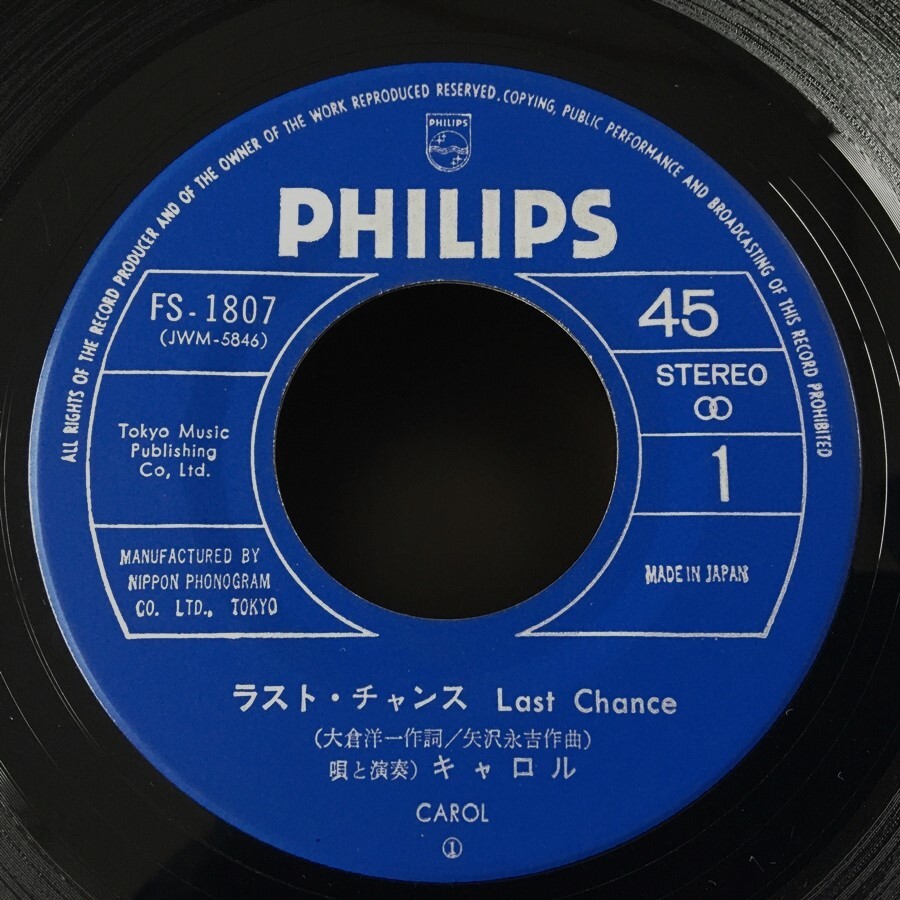 ALL RIGHTS OF THE RECORD PRODUCER AND OF THE OWNER OF THE WORK REPRODUCED RESERVED. COPYING, PUBLIC PERFORMANCE AND BROADCASTING OF THIS RECORD PROHIBITED
PHILIPS
PHILIPS
FS-1807
(JWM-5846)
Tokyo Music
Publishing
Co, Ltd.
MANUFACTURED BY
NIPPON PHONOGRAM
CO. LTD., TOKYO
45
STEREO
1
MADE IN JAPAN
ラスト・チャンス Last Chance
(大倉洋一作詞/矢沢永吉作曲)
唄と演奏) キャロル
CAROL
①